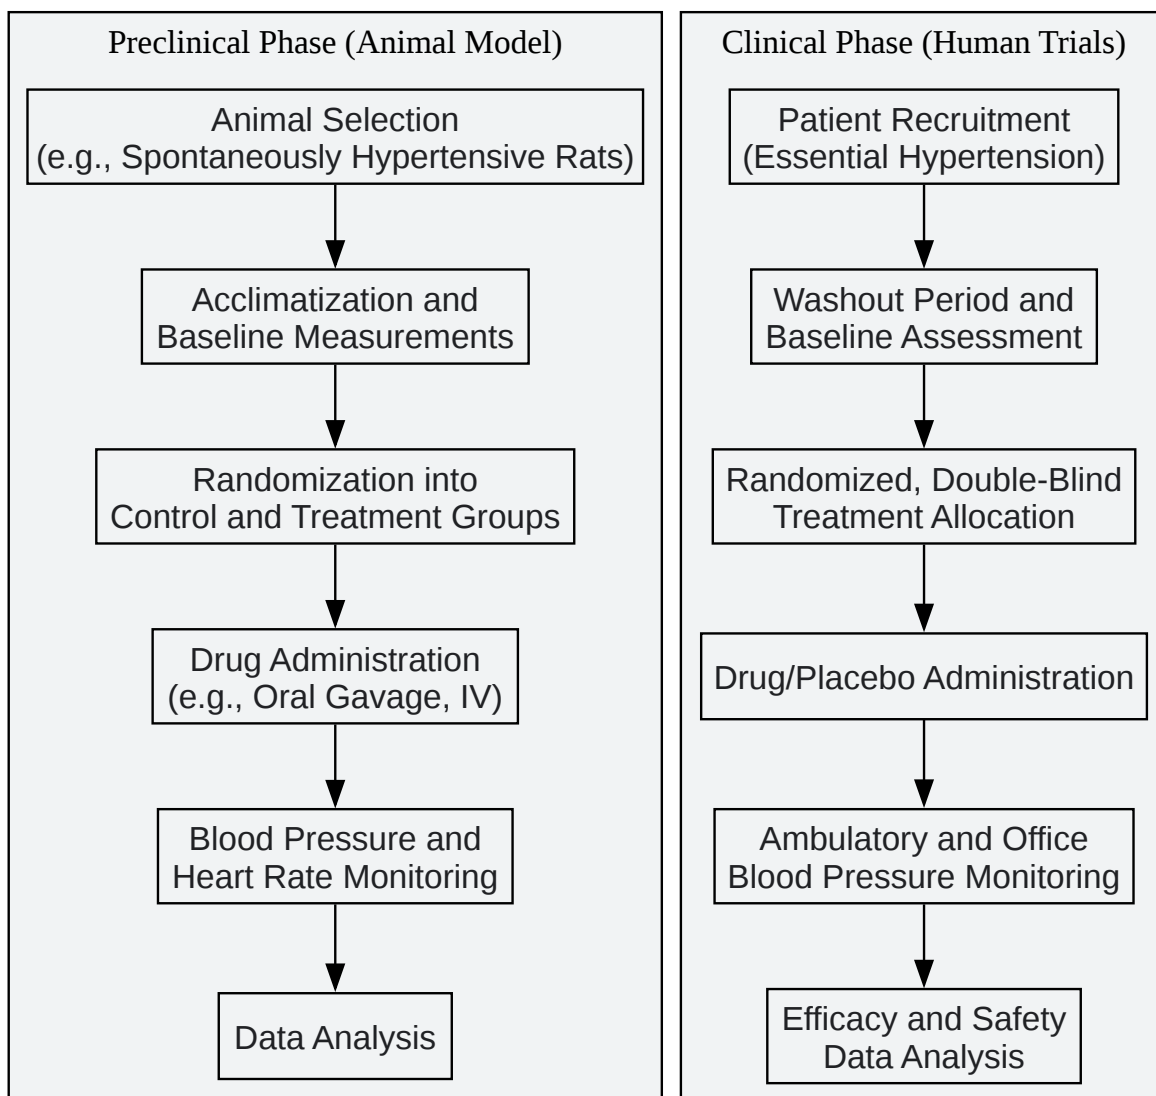 Preclinical Phase (Animal Model)
Animal Selection
(e.g., Spontaneously Hypertensive Rats)
Acclimatization and
Baseline Measurements
Randomization into
Control and Treatment Groups
Drug Administration
(e.g., Oral Gavage, IV)
Blood Pressure and
Heart Rate Monitoring
Data Analysis
Clinical Phase (Human Trials)
Patient Recruitment
(Essential Hypertension)
Washout Period and
Baseline Assessment
Randomized, Double-Blind
Treatment Allocation
Drug/Placebo Administration
Ambulatory and Office
Blood Pressure Monitoring
Efficacy and Safety
Data Analysis